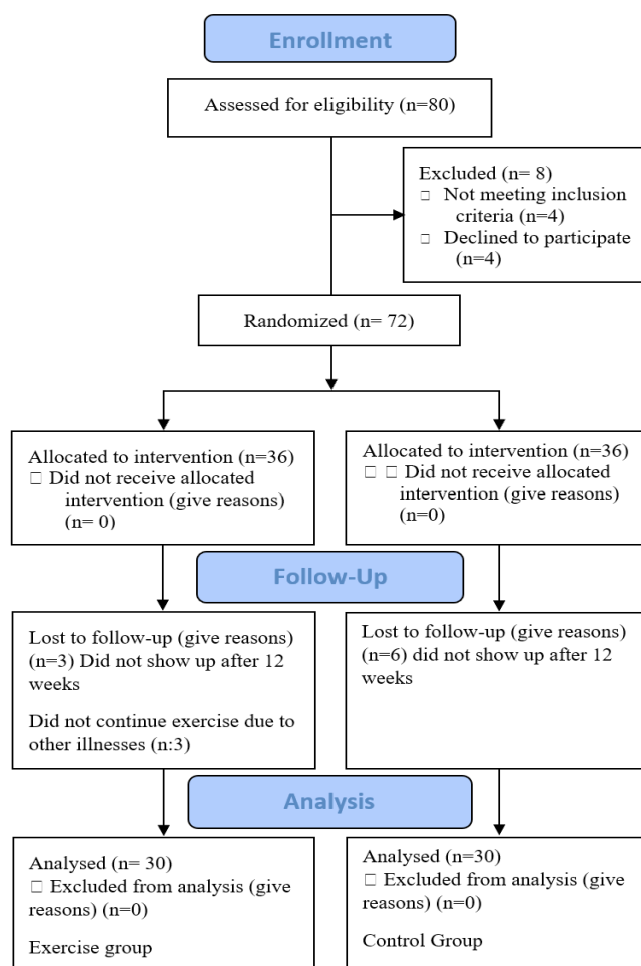 Enrollment
Assessed for eligibility (n=80)
Excluded (n= 8)
□ Not meeting inclusion
criteria (n=4)
□ Declined to participate
(n=4)
Randomized (n= 72)
Allocated to intervention (n=36)
□ Did not receive allocated
intervention (give reasons)
(n= 0)
Allocated to intervention (n=36)
□ □ Did not receive allocated
intervention (give reasons)
(n=0)
Follow-Up
Lost to follow-up (give reasons)
(n=3) Did not show up after 12
weeks
Did not continue exercise due to
other illnesses (n:3)
Lost to follow-up (give reasons)
(n=6) did not show up after 12
weeks
Analysis
Analysed (n= 30)
□ Excluded from analysis (give
reasons) (n=0)
Exercise group
Analysed (n=30)
□ Excluded from analysis (give
reasons) (n=0)
Control Group